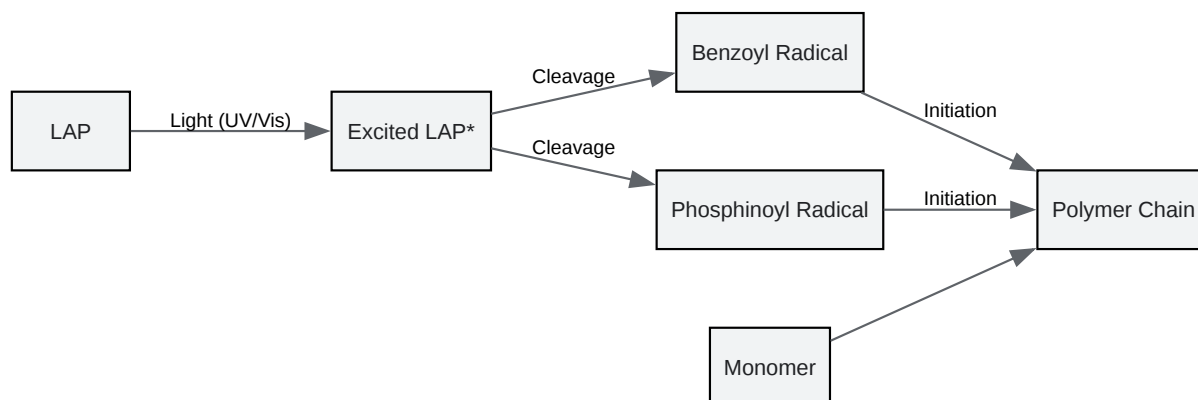 LAP
Light (UV/Vis)
Excited LAP*
Cleavage
Cleavage
Benzoyl Radical
Phosphinoyl Radical
Initiation
Initiation
Monomer
Polymer Chain